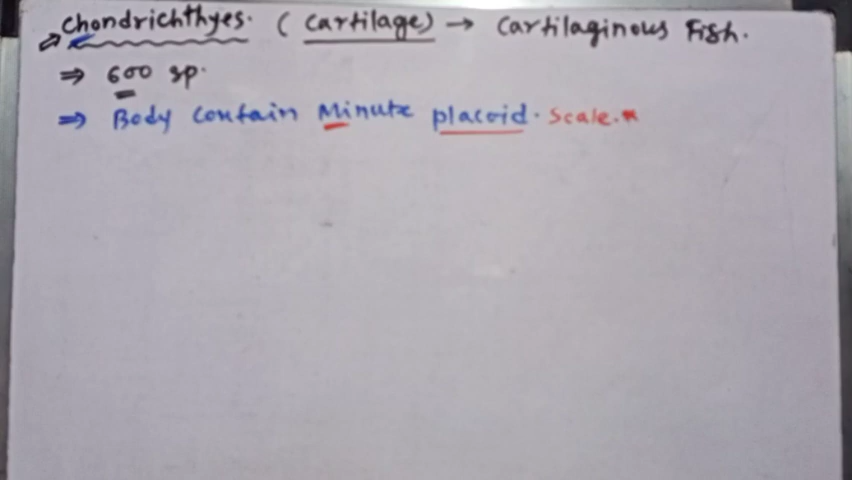 Chondrichthyes. (Cartilage) → Cartilaginous Fish.
⇒ 600 sp.
⇒ Body Contain Minute placoid. Scale.*